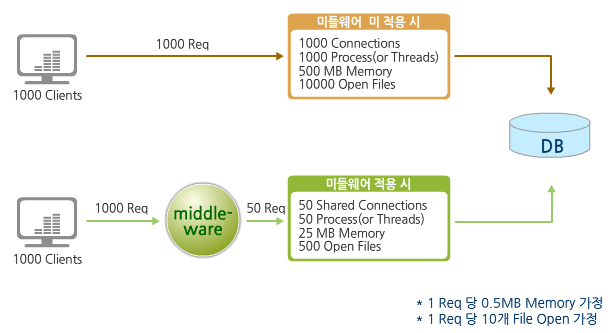 미들웨어 미 적용 시
1000 Req
1000 Connections
1000 Process(or Threads)
500 MB Memory
10000 Open Files
1000 Clients
DB
미들웨어 적용 시
1000 Req
middle-
ware
50 Req
50 Shared Connections
50 Process(or Threads)
25 MB Memory
500 Open Files
1000 Clients
* 1 Req 당 0.5MB Memory 가정
* 1 Req 당 10개 File Open 가정